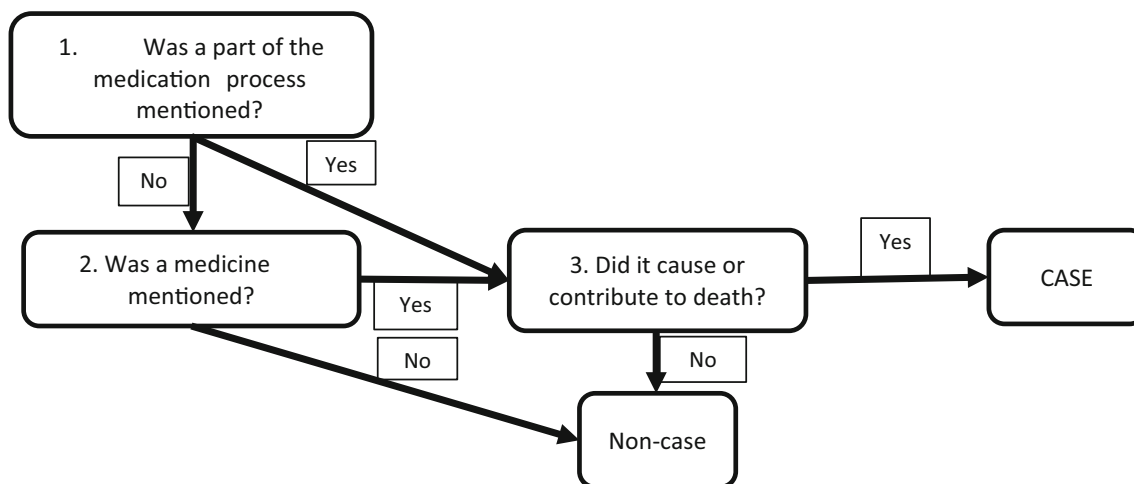 1. Was a part of the
medication process
mentioned?
Yes
No
2. Was a medicine
mentioned?
Yes
No
3. Did it cause or
contribute to death?
Yes
No
CASE
Non-case